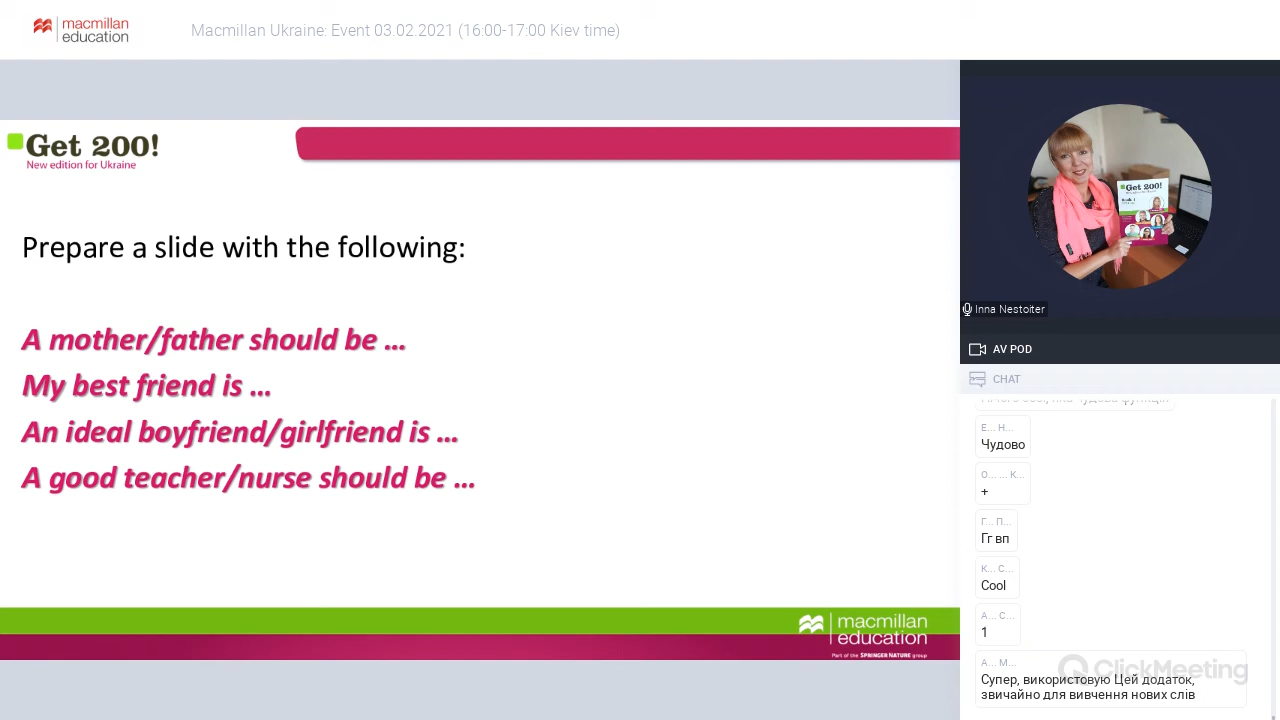 macmillan
education
Macmillan Ukraine: Event 03.02.2021 (16:00-17:00 Kiev time)
Get 200!
New edition for Ukraine
Prepare a slide with the following:
A mother/father should be ...
My best friend is ...
An ideal boyfriend/girlfriend is ...
A good teacher/nurse should be ...
macmillan
education
Part of the SPRINGER NATURE group
Get 200!
Inna Nestoiter
AV POD
CHAT
Е... Н...
Чудово
О... ... К...
+
Г... П...
Гг вп
К... С...
Cool
А... С...
1
А... М...
ClickMeeting
Супер, використовую Цей додаток,
звичайно для вивчення нових слів